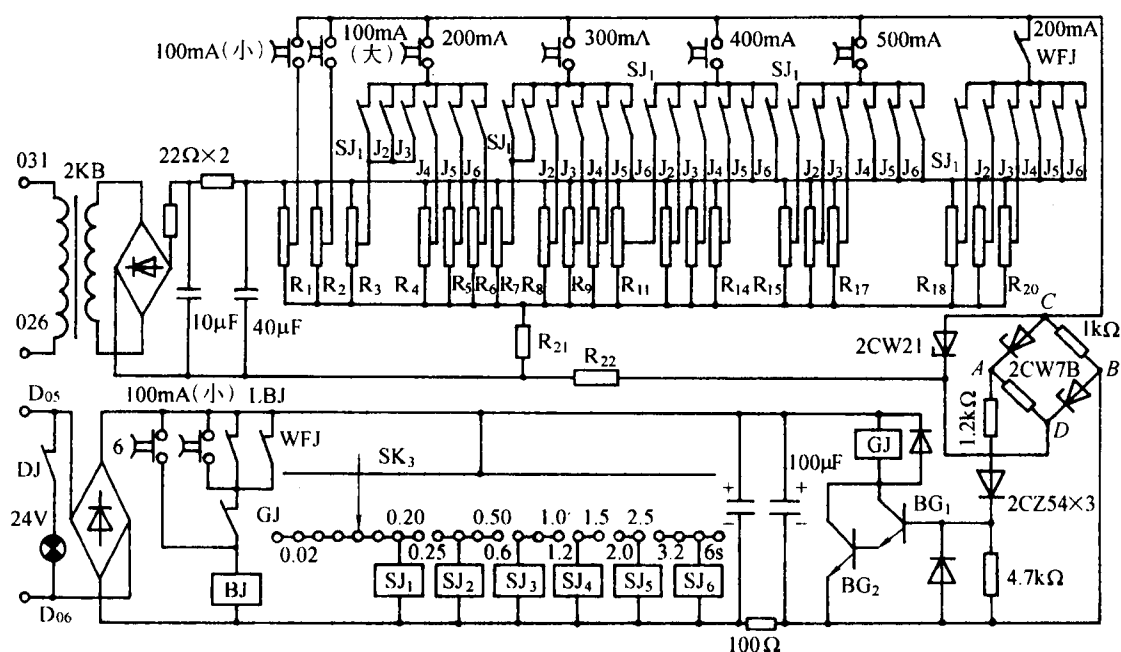 100mA(小)
100mA
(大)
200mA
300mA
400mA
500mA
200mA
WFJ
SJ₁
SJ₁
SJ₁ J₂ J₃
SJ₁
SJ₁
J₄ J₅ J₆
J₂ J₃ J₄ J₅ J₆
J₂ J₃ J₄ J₅ J₆
J₂ J₃ J₄ J₅ J₆
J₂ J₃ J₄ J₅ J₆
031
2KB
22Ω×2
026
10μF
40μF
R₁ R₂ R₃ R₄ R₅ R₆ R₇ R₈ R₉ R₁₁ R₁₄ R₁₅ R₁₇ R₁₈ R₂₀
R₂₁
R₂₂
2CW21
C
1kΩ
A
2CW7B
B
D
1.2kΩ
D₀₅
100mA(小)
LBJ
6
WFJ
DJ
24V
D₀₆
GJ
BJ
SK₃
0.02
0.20
0.25
0.50
0.6
1.0
1.2
1.5
2.0
2.5
3.2
6s
SJ₁ SJ₂ SJ₃ SJ₄ SJ₅ SJ₆
+
−
+
−
100μF
100Ω
GJ
BG₁
BG₂
2CZ54×3
4.7kΩ